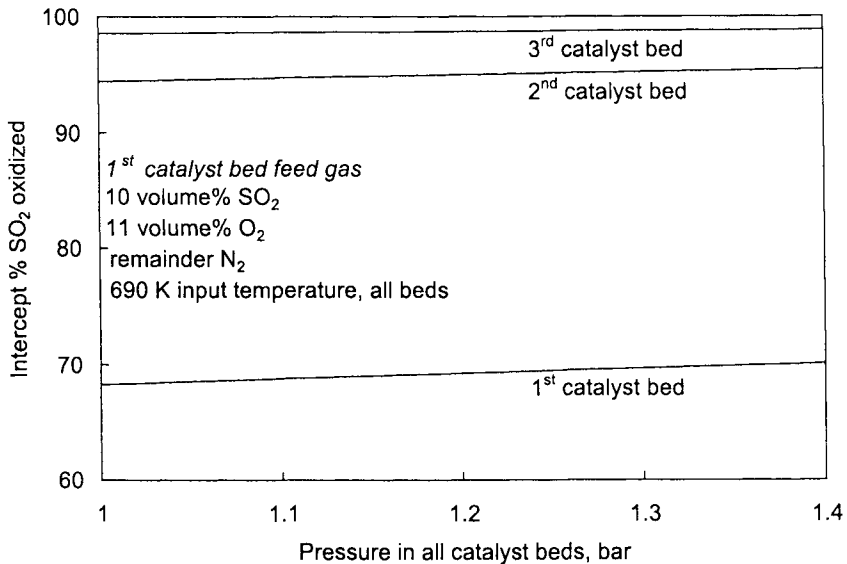 100
90
80
70
60
Intercept % SO₂ oxidized
3ʳᵈ catalyst bed
2ⁿᵈ catalyst bed
1ˢᵗ catalyst bed feed gas
10 volume% SO₂
11 volume% O₂
remainder N₂
690 K input temperature, all beds
1ˢᵗ catalyst bed
1
1.1
1.2
1.3
1.4
Pressure in all catalyst beds, bar